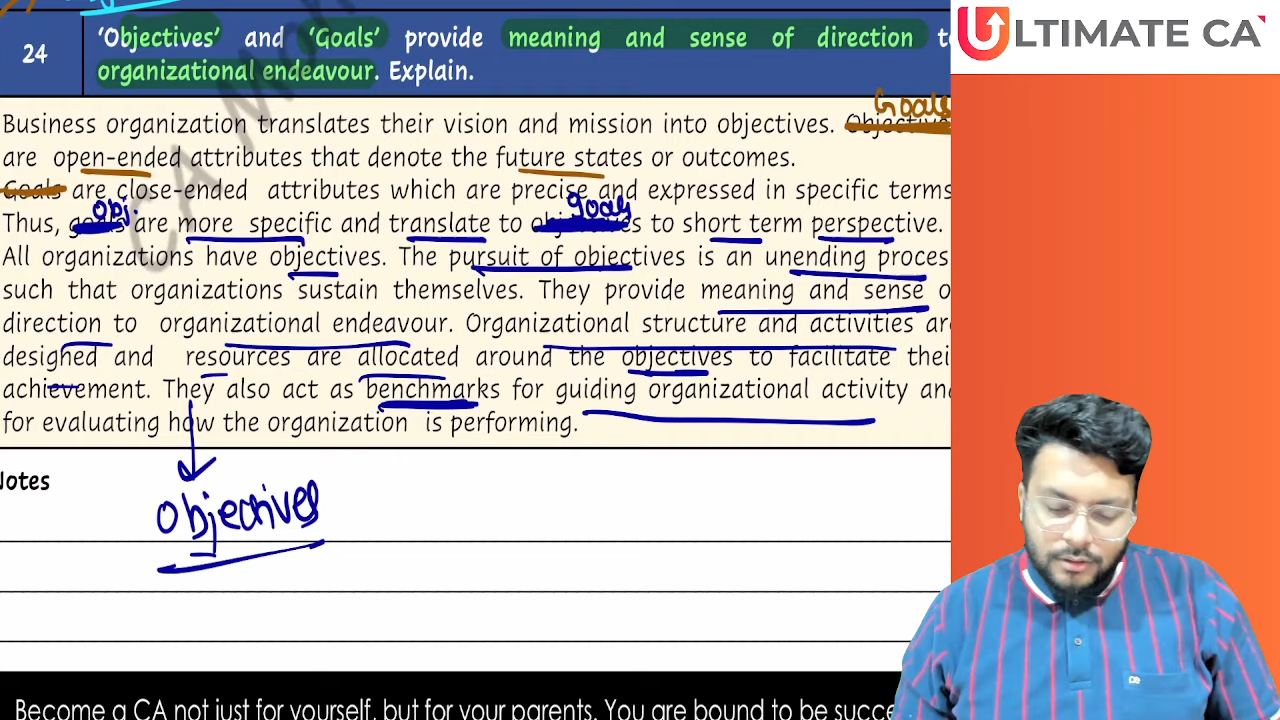 ULTIMATE CA
24
'Objectives' and 'Goals' provide meaning and sense of direction
organizational endeavour. Explain.
Goals
Business organization translates their vision and mission into objectives. Objective
are open-ended attributes that denote the future states or outcomes.
Goals are close-ended attributes which are precise and expressed in specific terms
obj. goals
Thus, goals are more specific and translate to objectives to short term perspective.
All organizations have objectives. The pursuit of objectives is an unending proces
such that organizations sustain themselves. They provide meaning and sense o
direction to organizational endeavour. Organizational structure and activities ar
designed and resources are allocated around the objectives to facilitate thei
achievement. They also act as benchmarks for guiding organizational activity and
for evaluating how the organization is performing.
Notes
objectives
Become a CA not just for yourself, but for your parents. You are bound to be succe